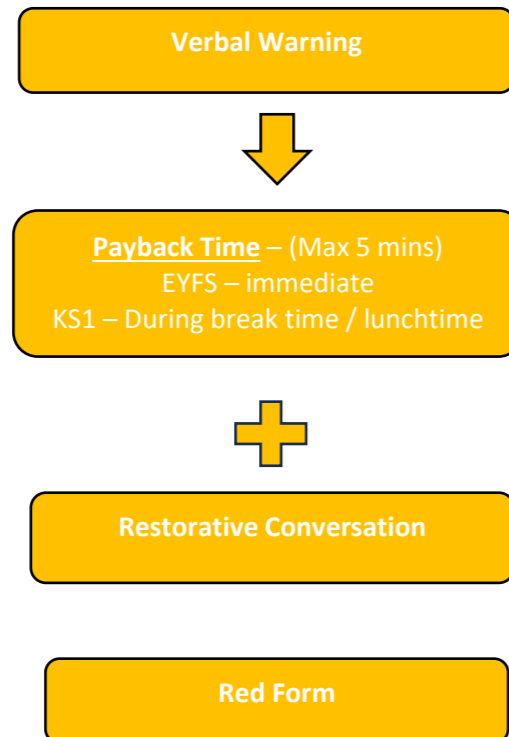 Verbal Warning
Payback Time – (Max 5 mins)
EYFS – immediate
KS1 – During break time / lunchtime
Restorative Conversation
Red Form